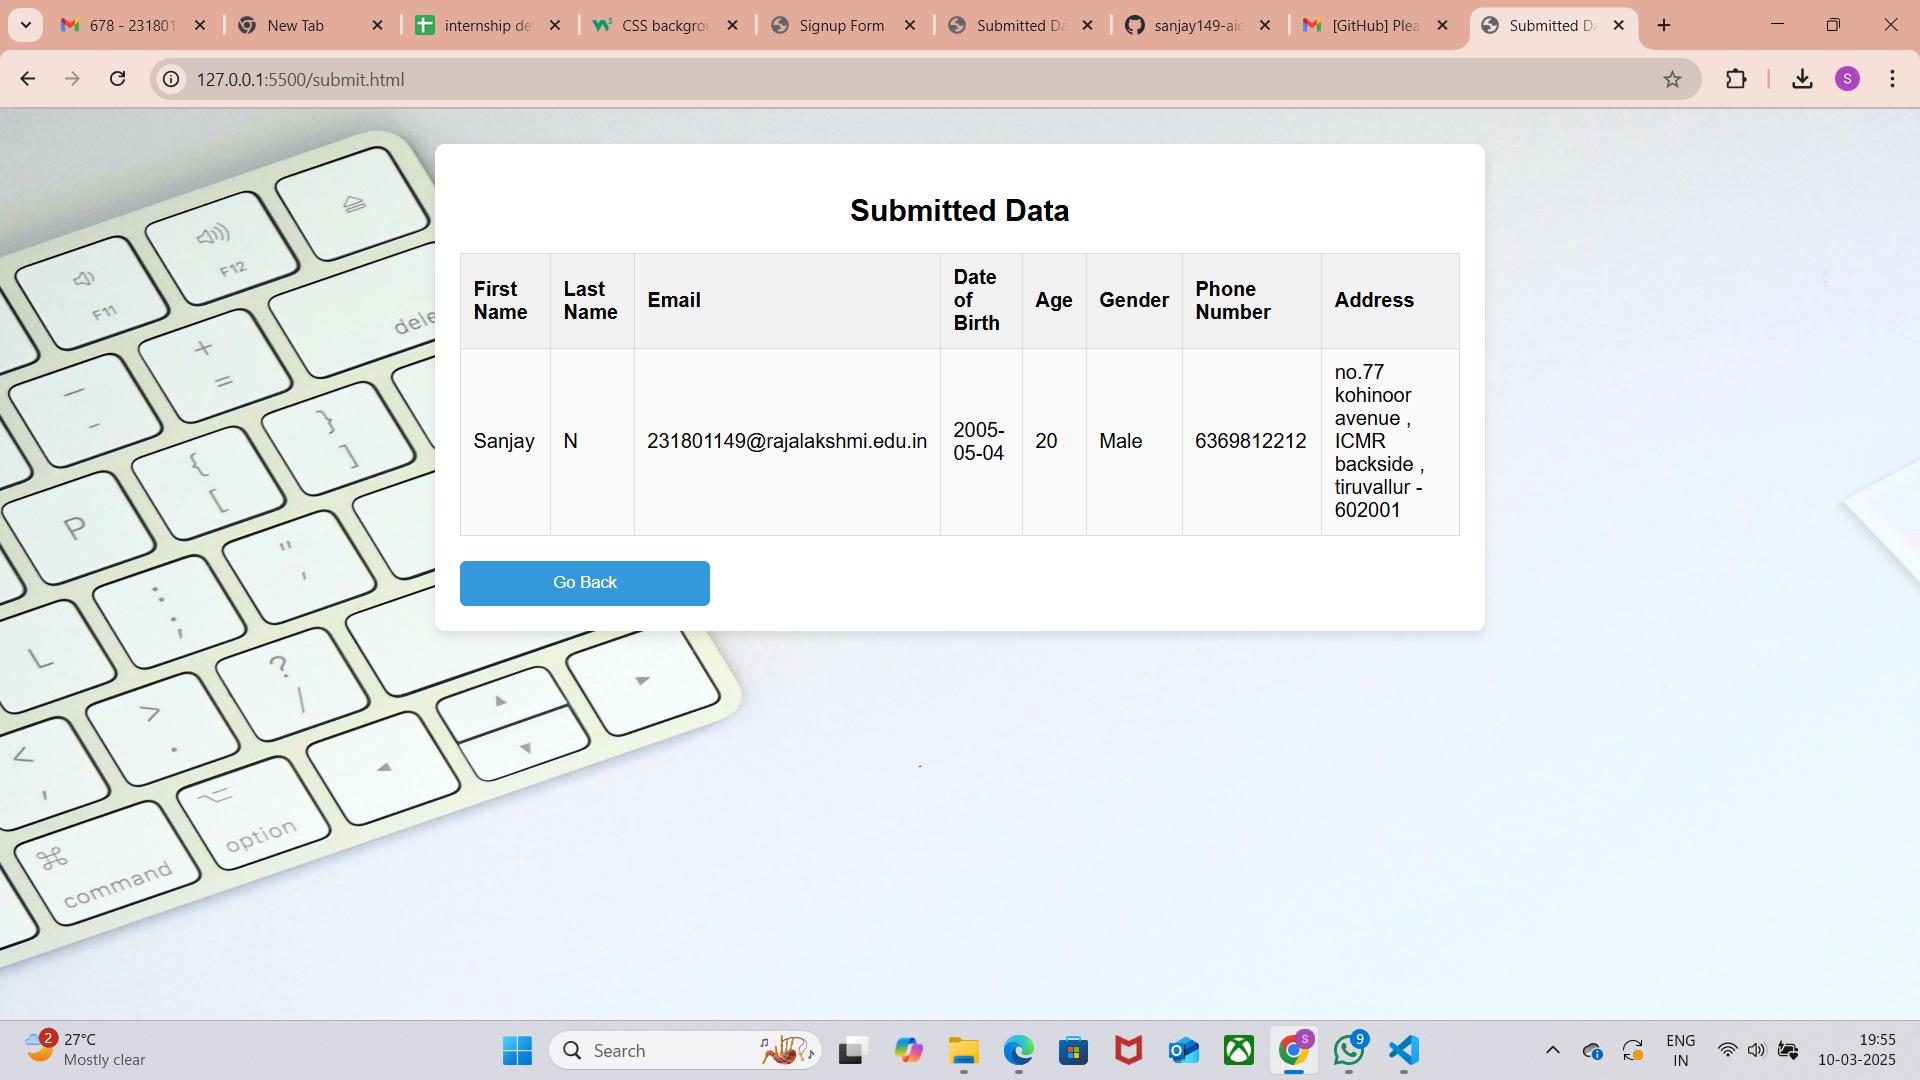 678 - 231801
New Tab
internship de
CSS backgrou
Signup Form
Submitted Da
sanjay149-aid
[GitHub] Plea
Submitted Da
127.0.0.1:5500/submit.html
S
Submitted Data
First Name
Last Name
Email
Date of Birth
Age
Gender
Phone Number
Address
Sanjay
N
231801149@rajalakshmi.edu.in
2005-05-04
20
Male
6369812212
no.77
kohinoor
avenue ,
ICMR
backside ,
tiruvallur -
602001
Go Back
F11
F12
dele
+
=
—
-
}
]
{
[
P
"
,
:
;
L
?
/
>
.
<
,
option
command
2
27°C
Mostly clear
Search
S
9
ENG
IN
19:55
10-03-2025